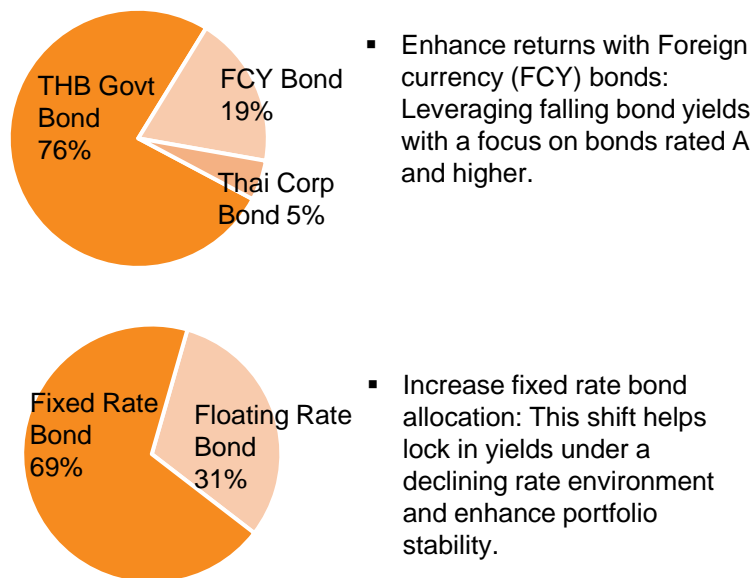 THB Govt
Bond
76%
FCY Bond
19%
Thai Corp
Bond 5%
▪ Enhance returns with Foreign
currency (FCY) bonds:
Leveraging falling bond yields
with a focus on bonds rated A
and higher.
Fixed Rate
Bond
69%
Floating Rate
Bond
31%
▪ Increase fixed rate bond
allocation: This shift helps
lock in yields under a
declining rate environment
and enhance portfolio
stability.